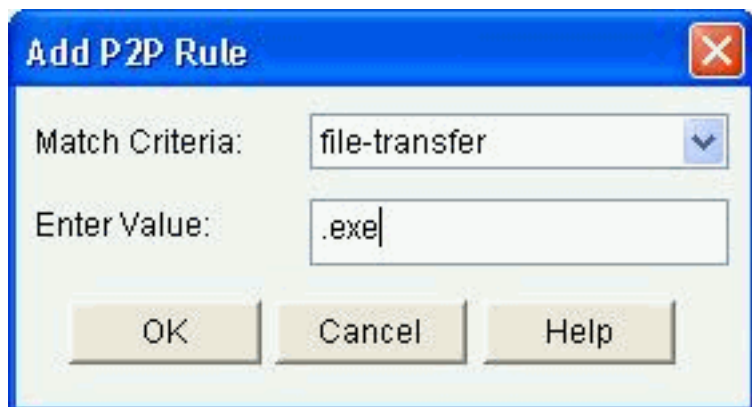 Add P2P Rule
Match Criteria: file-transfer
Enter Value: .exe
OK Cancel Help